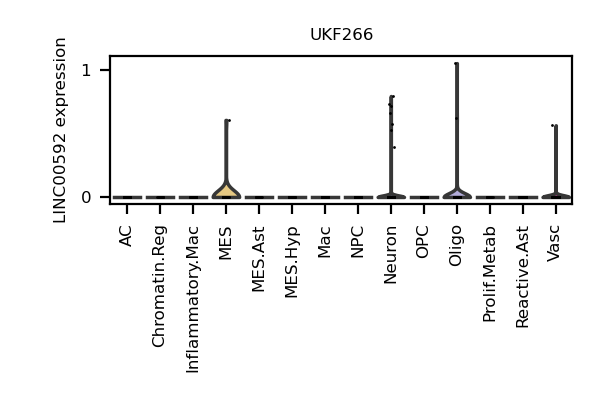 UKF266
LINC00592 expression
1
0
AC
Chromatin.Reg
Inflammatory.Mac
MES
MES.Ast
MES.Hyp
Mac
NPC
Neuron
OPC
Oligo
Prolif.Metab
Reactive.Ast
Vasc